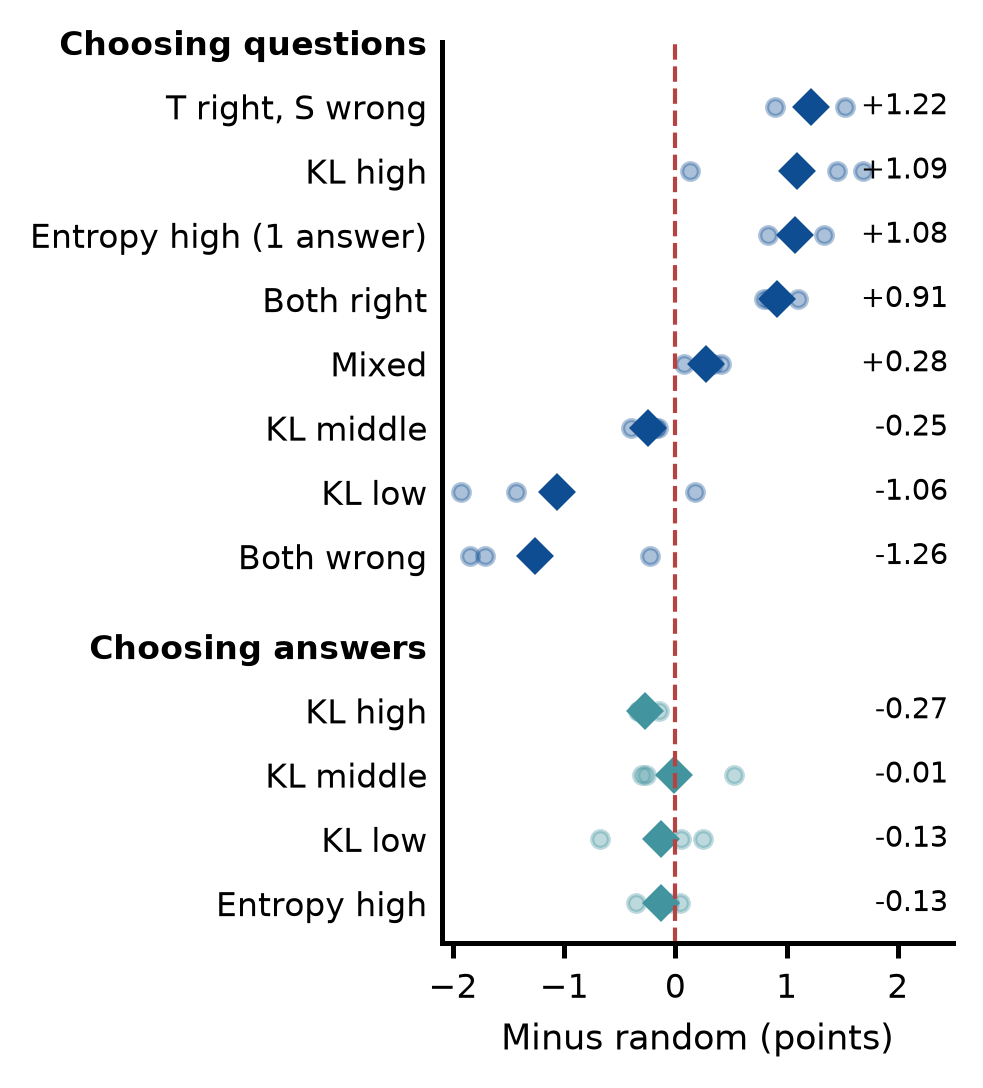 Choosing questions
T right, S wrong +1.22
KL high +1.09
Entropy high (1 answer) +1.08
Both right +0.91
Mixed +0.28
KL middle -0.25
KL low -1.06
Both wrong -1.26
Choosing answers
KL high -0.27
KL middle -0.01
KL low -0.13
Entropy high -0.13
−2 −1 0 1 2
Minus random (points)